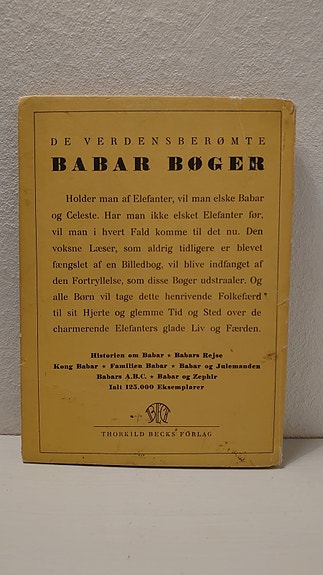 DE VERDENSBERØMTE
BABAR BØGER
Holder man af Elefanter, vil man elske Babar
og Celeste. Har man ikke elsket Elefanter før,
vil man i hvert Fald komme til det nu. Den
voksne Læser, som aldrig tidligere er blevet
fængslet af en Billedbog, vil blive indfanget af
den Fortryllelse, som disse Bøger udstraaler. Og
alle Børn vil tage dette henrivende Folkefærd
til sit Hjerte og glemme Tid og Sted over de
charmerende Elefanters glade Liv og Færden.
Historien om Babar ★ Babars Rejse
Kong Babar ★ Familien Babar ★ Babar og Julemanden
Babars A.B.C. ★ Babar og Zephir
Ialt 125.000 Eksemplarer
THORKILD BECKS FORLAG